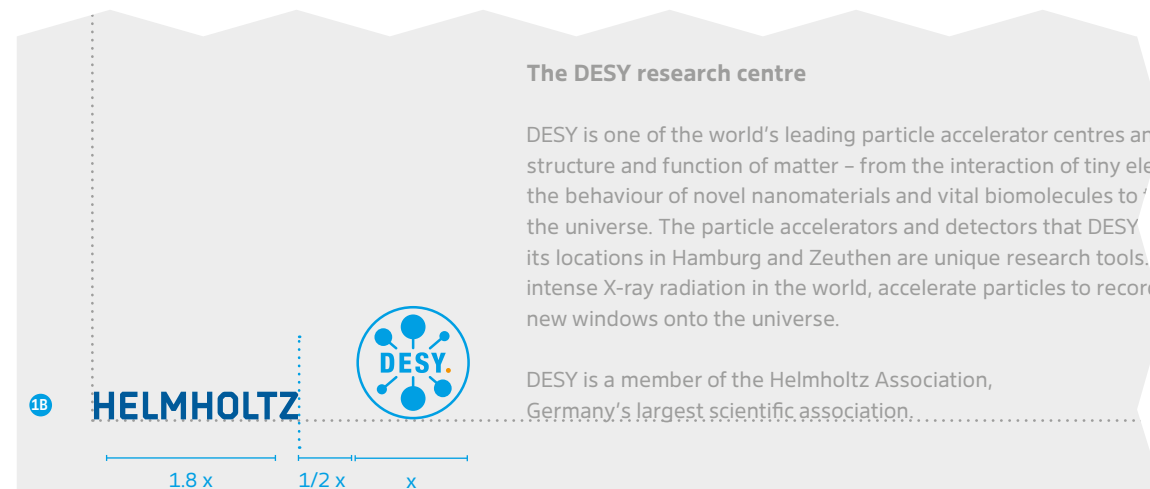 The DESY research centre
DESY is one of the world's leading particle accelerator centres
structure and function of matter – from the interaction of tiny
the behaviour of novel nanomaterials and vital biomolecules to
the universe. The particle accelerators and detectors that DESY
its locations in Hamburg and Zeuthen are unique research tools.
intense X-ray radiation in the world, accelerate particles to
new windows onto the universe.
DESY is a member of the Helmholtz Association,
Germany's largest scientific association.
DESY.
1B
HELMHOLTZ
1.8 x
1/2 x
x